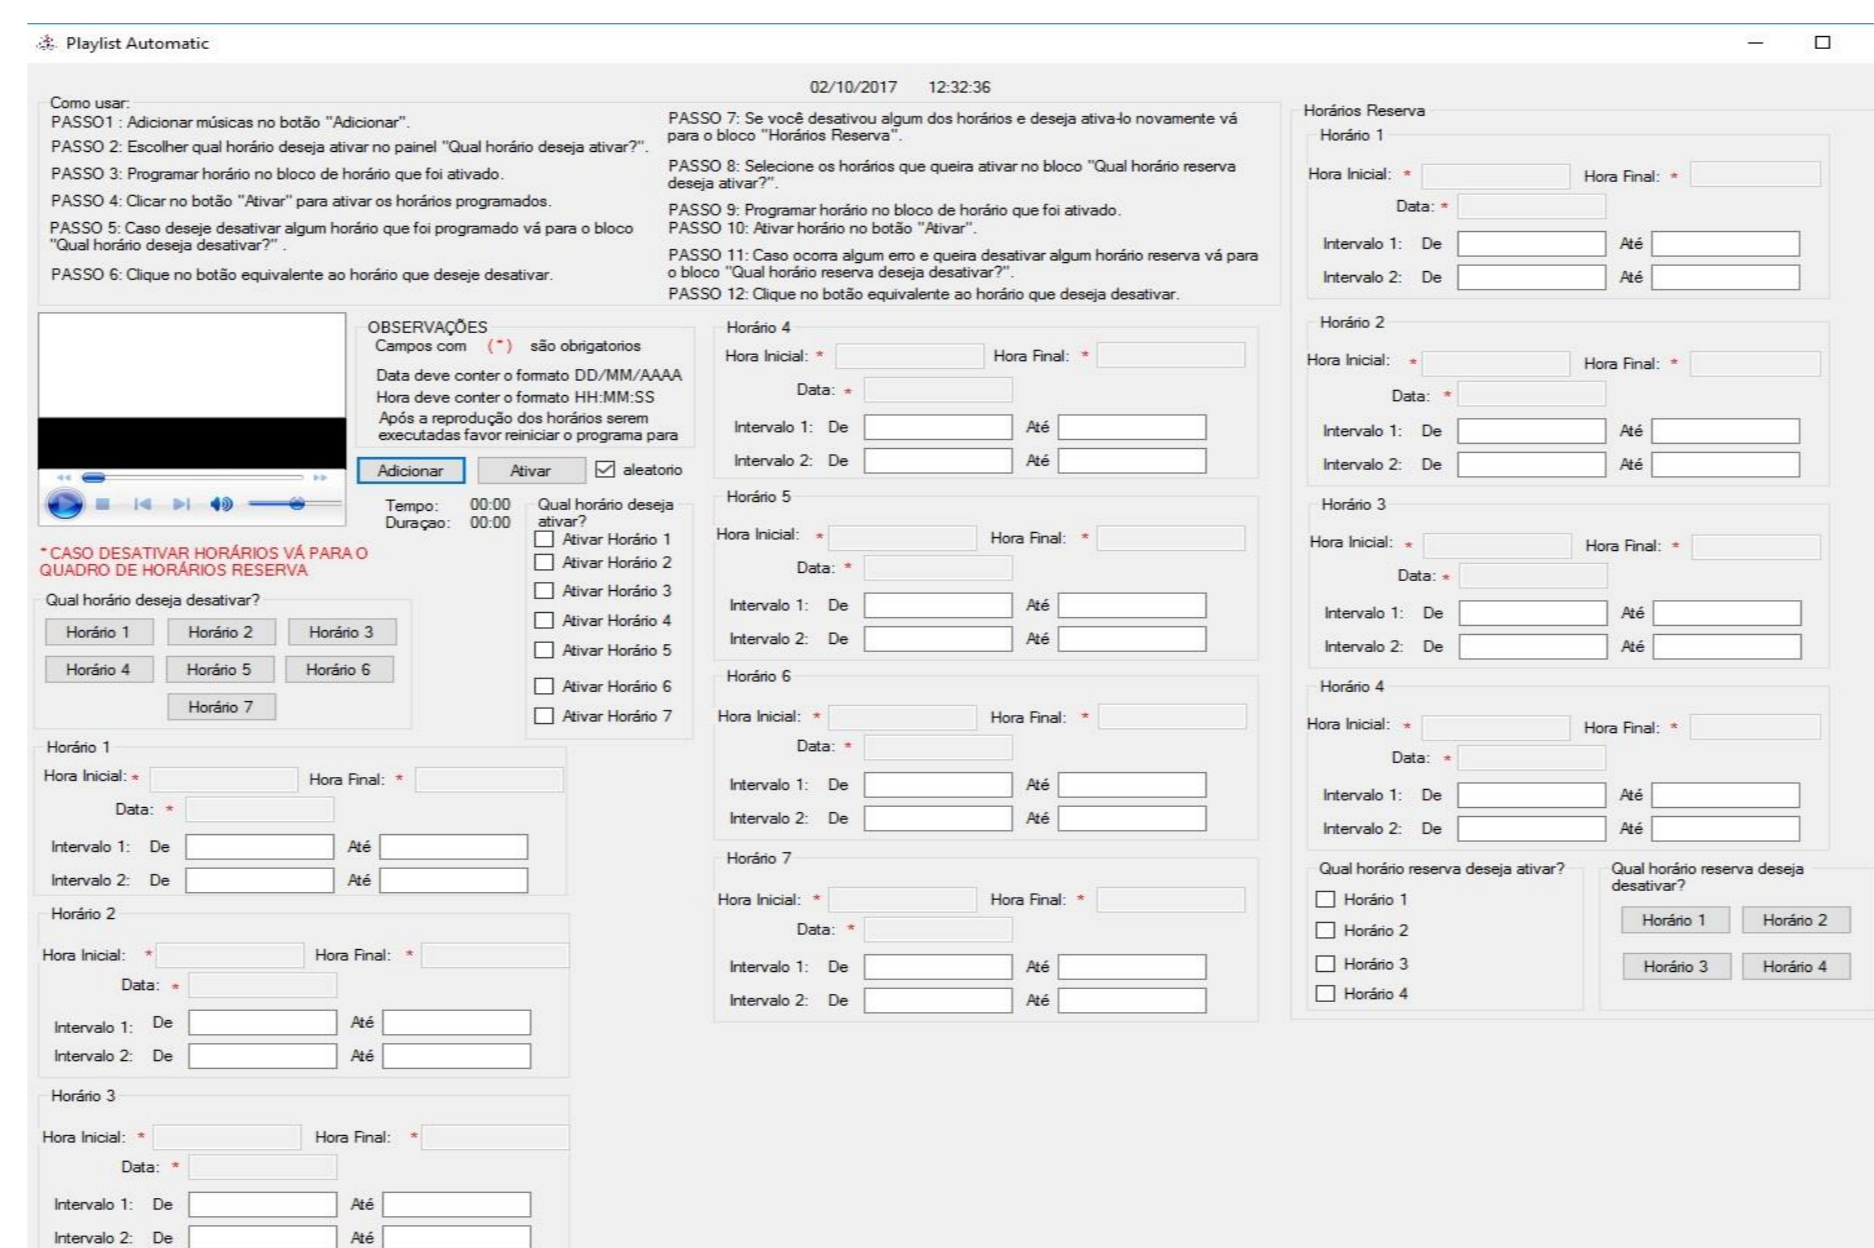 Playlist Automatic
02/10/2017 12:32:36
Como usar:
PASSO1 : Adicionar músicas no botão "Adicionar".
PASSO 2: Escolher qual horário deseja ativar no painel "Qual horário deseja ativar?".
PASSO 3: Programar horário no bloco de horário que foi ativado.
PASSO 4: Clicar no botão "Ativar" para ativar os horários programados.
PASSO 5: Caso deseje desativar algum horário que foi programado vá para o bloco
"Qual horário deseja desativar?" .
PASSO 6: Clique no botão equivalente ao horário que deseje desativar.
PASSO 7: Se você desativou algum dos horários e deseja ativa-lo novamente vá
para o bloco "Horários Reserva".
PASSO 8: Selecione os horários que queira ativar no bloco "Qual horário reserva
deseja ativar?".
PASSO 9: Programar horário no bloco de horário que foi ativado.
PASSO 10: Ativar horário no botão "Ativar".
PASSO 11: Caso ocorra algum erro e queira desativar algum horário reserva vá para
o bloco "Qual horário reserva deseja desativar?".
PASSO 12: Clique no botão equivalente ao horário que deseja desativar.
OBSERVAÇÕES
Campos com (*) são obrigatorios
Data deve conter o formato DD/MM/AAAA
Hora deve conter o formato HH:MM:SS
Após a reprodução dos horários serem
executadas favor reiniciar o programa para
Adicionar Ativar aleatorio
Tempo: 00:00
Duraçao: 00:00
Qual horário deseja
ativar?
Ativar Horário 1
Ativar Horário 2
Ativar Horário 3
Ativar Horário 4
Ativar Horário 5
Ativar Horário 6
Ativar Horário 7
* CASO DESATIVAR HORÁRIOS VÁ PARA O
QUADRO DE HORÁRIOS RESERVA
Qual horário deseja desativar?
Horário 1 Horário 2 Horário 3
Horário 4 Horário 5 Horário 6
Horário 7
Horário 1
Hora Inicial: * Hora Final: *
Data: *
Intervalo 1: De Até
Intervalo 2: De Até
Horário 2
Hora Inicial: * Hora Final: *
Data: *
Intervalo 1: De Até
Intervalo 2: De Até
Horário 3
Hora Inicial: * Hora Final: *
Data: *
Intervalo 1: De Até
Intervalo 2: De Até
Horário 4
Hora Inicial: * Hora Final: *
Data: *
Intervalo 1: De Até
Intervalo 2: De Até
Horário 5
Hora Inicial: * Hora Final: *
Data: *
Intervalo 1: De Até
Intervalo 2: De Até
Horário 6
Hora Inicial: * Hora Final: *
Data: *
Intervalo 1: De Até
Intervalo 2: De Até
Horário 7
Hora Inicial: * Hora Final: *
Data: *
Intervalo 1: De Até
Intervalo 2: De Até
Horários Reserva
Horário 1
Hora Inicial: * Hora Final: *
Data: *
Intervalo 1: De Até
Intervalo 2: De Até
Horário 2
Hora Inicial: * Hora Final: *
Data: *
Intervalo 1: De Até
Intervalo 2: De Até
Horário 3
Hora Inicial: * Hora Final: *
Data: *
Intervalo 1: De Até
Intervalo 2: De Até
Horário 4
Hora Inicial: * Hora Final: *
Data: *
Intervalo 1: De Até
Intervalo 2: De Até
Qual horário reserva deseja ativar?
Horário 1
Horário 2
Horário 3
Horário 4
Qual horário reserva deseja
desativar?
Horário 1 Horário 2
Horário 3 Horário 4